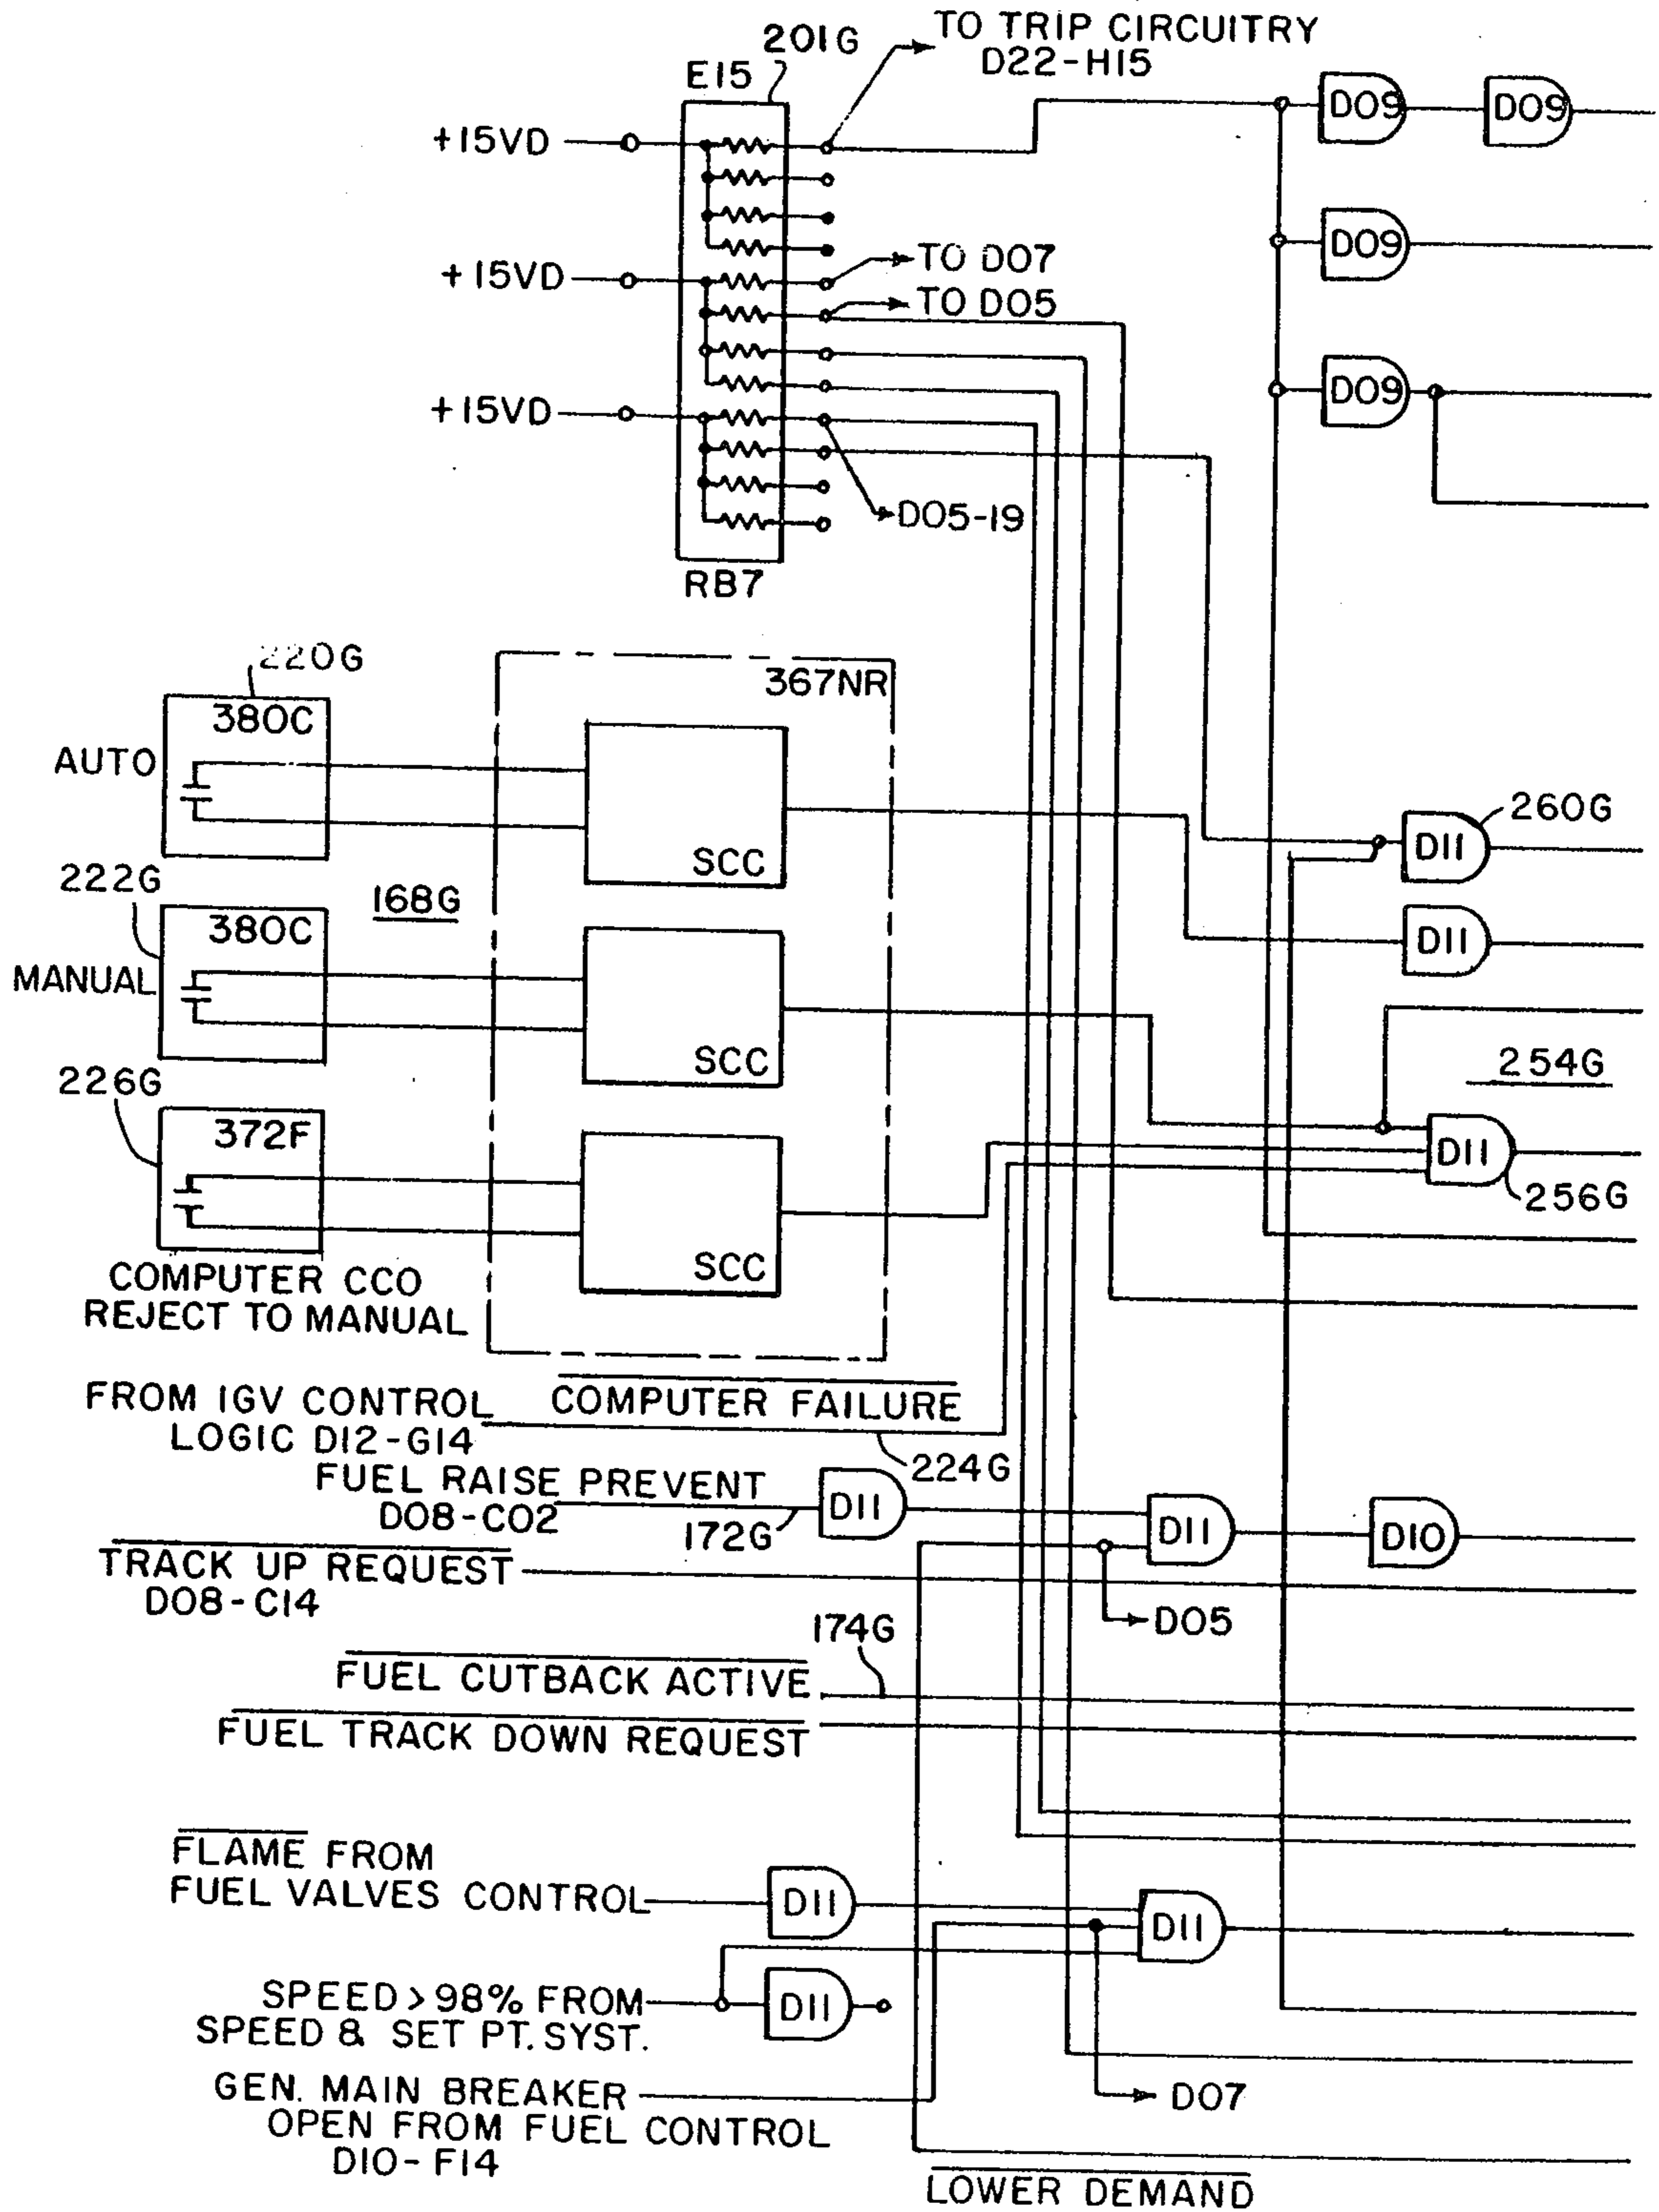 TO TRIP CIRCUITRY
D22-H15
201G
E15
+15VD
+15VD
+15VD
TO D07
TO D05
D05-19
RB7
D09
D09
D09
D09
220G
380C
AUTO
367NR
SCC
222G
380C
MANUAL
168G
SCC
226G
372F
SCC
COMPUTER CCO
REJECT TO MANUAL
D11
260G
D11
254G
D11
256G
FROM IGV CONTROL
LOGIC D12-G14
COMPUTER FAILURE
224G
FUEL RAISE PREVENT
D08-C02
172G
D11
D11
D10
TRACK UP REQUEST
D08-C14
D05
174G
FUEL CUTBACK ACTIVE
FUEL TRACK DOWN REQUEST
FLAME FROM
FUEL VALVES CONTROL
D11
D11
SPEED>98% FROM
SPEED & SET PT. SYST.
D11
GEN. MAIN BREAKER
OPEN FROM FUEL CONTROL
D10-F14
D07
LOWER DEMAND